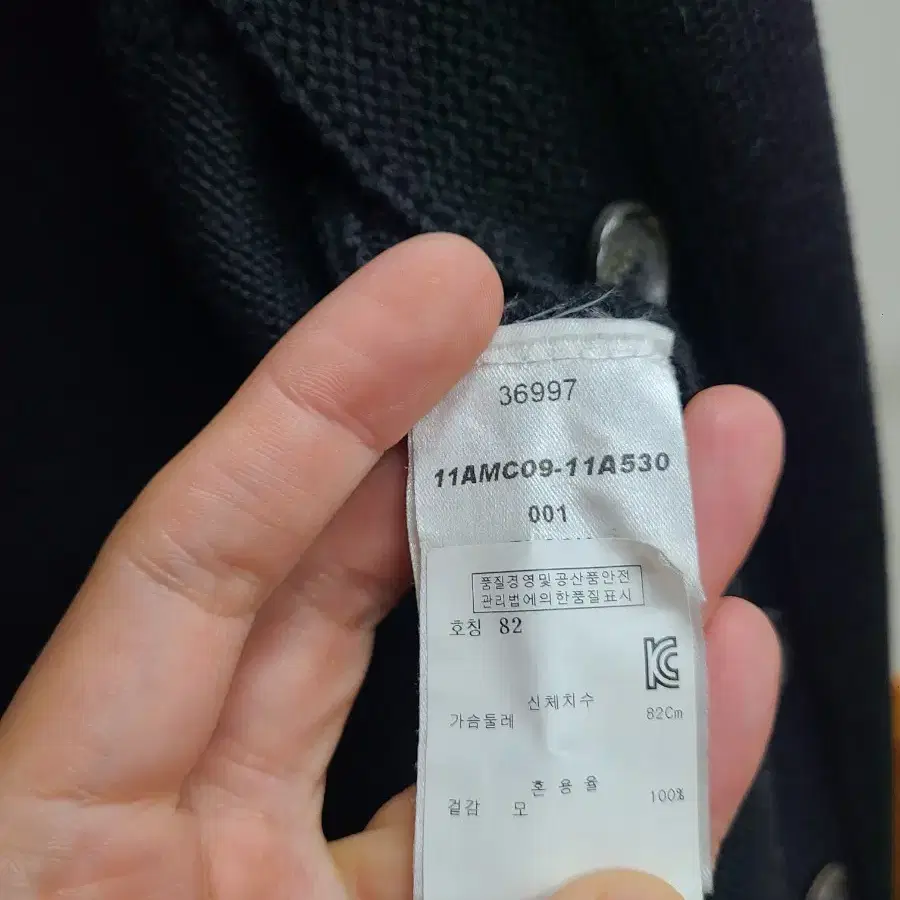 36997
11AMC09-11A530
001
품질경영및공산품안전
관리법에의한품질표시
호칭 82
KC
신체치수
가슴둘레 82Cm
혼용율
겉감 모 100%